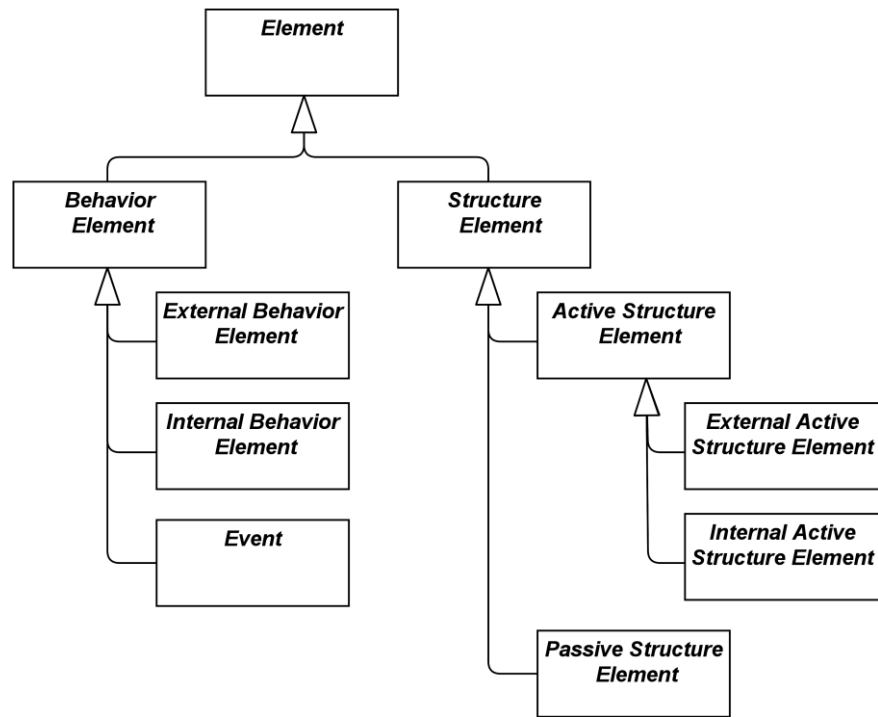 Element
Behavior
Element
Structure
Element
External Behavior
Element
Active Structure
Element
Internal Behavior
Element
External Active
Structure Element
Event
Internal Active
Structure Element
Passive Structure
Element